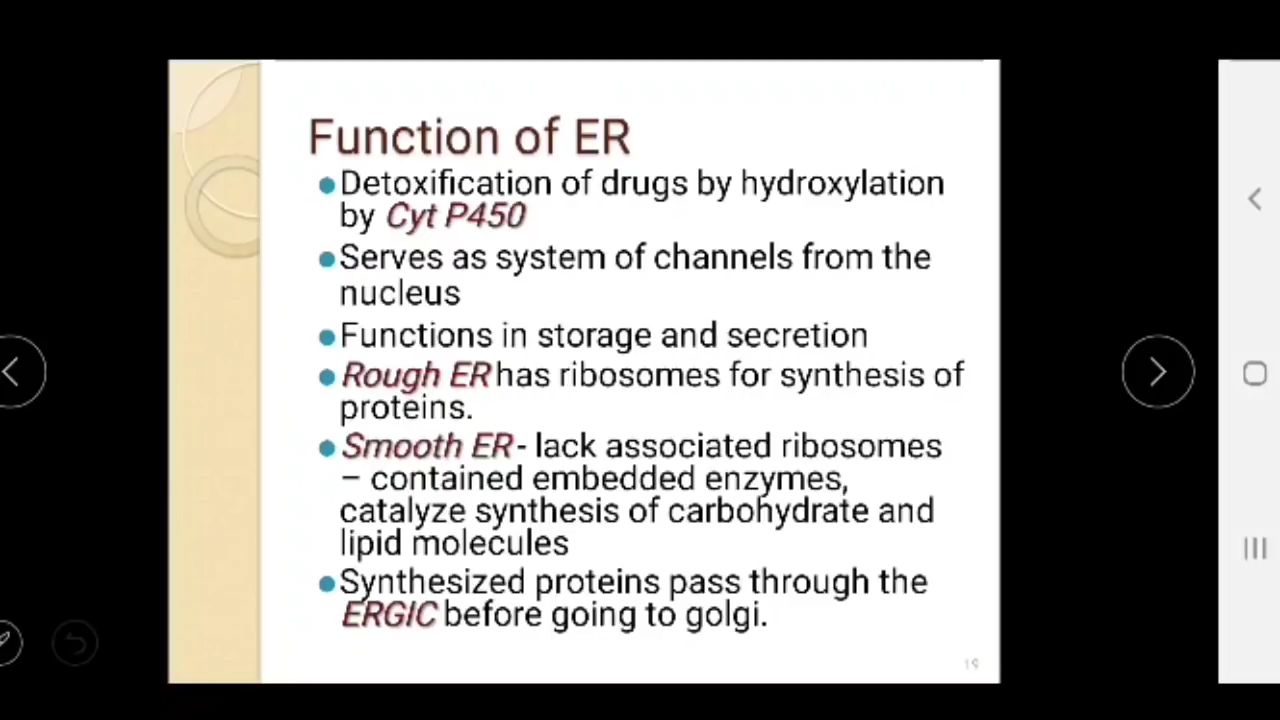 Function of ER
Detoxification of drugs by hydroxylation
by Cyt P450
Serves as system of channels from the
nucleus
Functions in storage and secretion
Rough ER has ribosomes for synthesis of
proteins.
Smooth ER - lack associated ribosomes
– contained embedded enzymes,
catalyze synthesis of carbohydrate and
lipid molecules
Synthesized proteins pass through the
ERGIC before going to golgi.
19